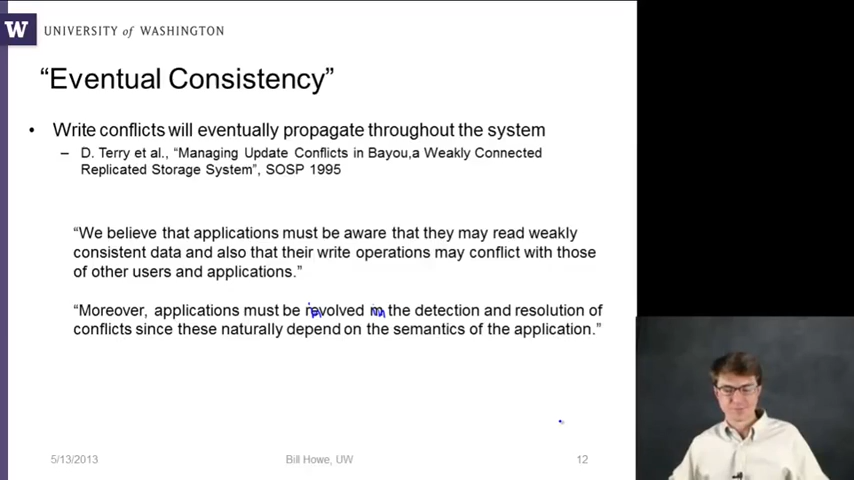 W UNIVERSITY of WASHINGTON
“Eventual Consistency”
• Write conflicts will eventually propagate throughout the system
– D. Terry et al., “Managing Update Conflicts in Bayou,a Weakly Connected
Replicated Storage System”, SOSP 1995
“We believe that applications must be aware that they may read weakly
consistent data and also that their write operations may conflict with those
of other users and applications.”
“Moreover, applications must be the detection and resolution of
conflicts since these naturally depend on the semantics of the application.”
5/13/2013 Bill Howe, UW 12